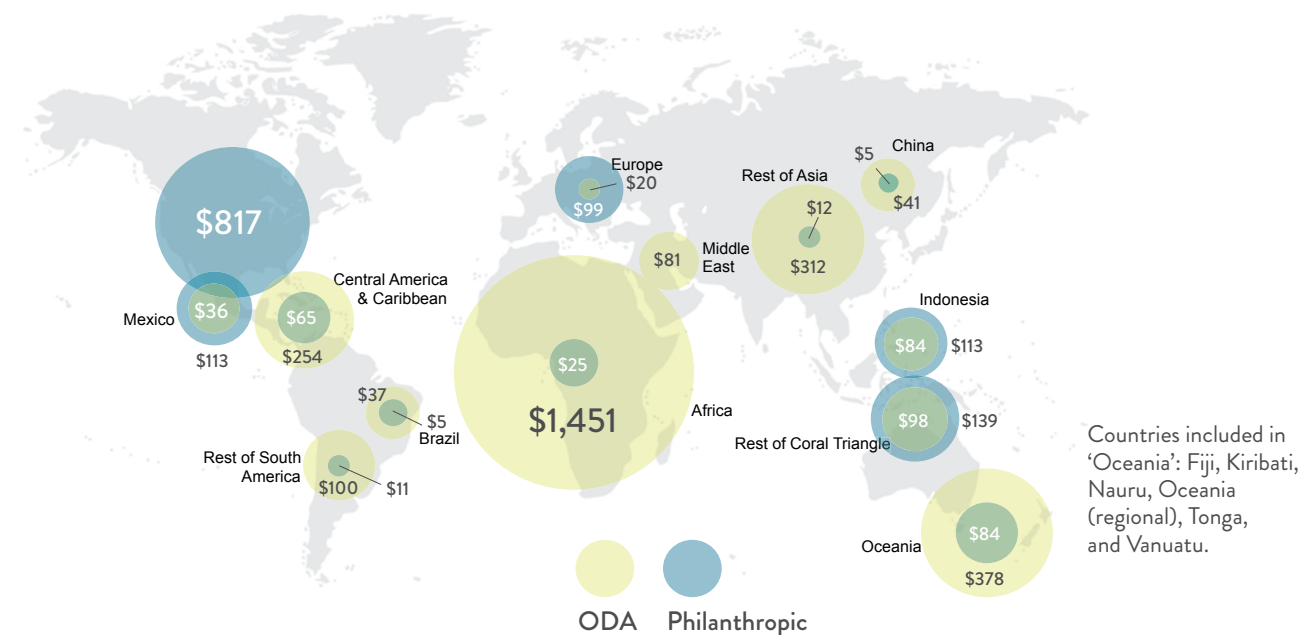 $817
Mexico
$36
$113
Central America
& Caribbean
$65
$254
$37
$5
Brazil
Rest of South
America
$100
$11
Europe
$20
$99
Middle
East
$81
$25
$1,451
Africa
Rest of Asia
$12
$312
$5
China
$41
Indonesia
$84
$113
$98
$139
Rest of Coral Triangle
Oceania
$84
$378
Countries included in
‘Oceania’: Fiji, Kiribati,
Nauru, Oceania
(regional), Tonga,
and Vanuatu.
ODA
Philanthropic